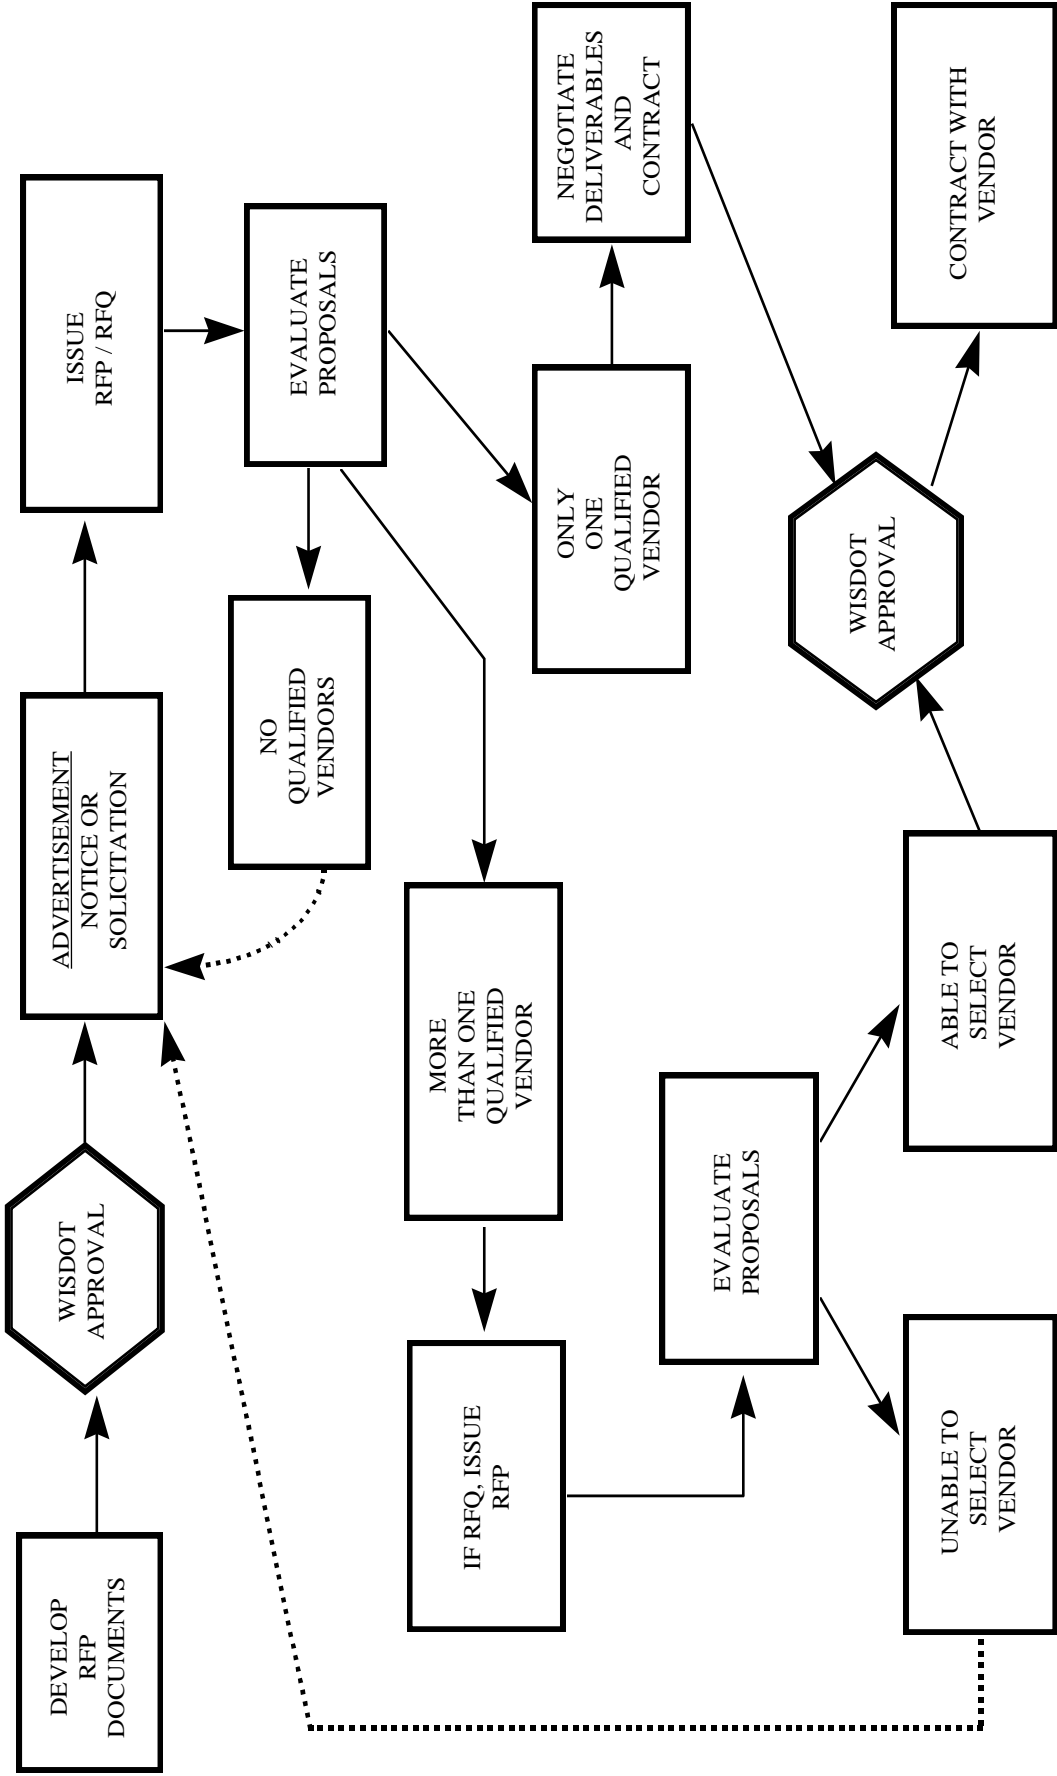 DEVELOP
RFP
DOCUMENTS
WISDOT
APPROVAL
ADVERTISEMENT
NOTICE OR
SOLICITATION
ISSUE
RFP / RFQ
EVALUATE
PROPOSALS
NO
QUALIFIED
VENDORS
MORE
THAN ONE
QUALIFIED
VENDOR
IF RFQ, ISSUE
RFP
ONLY
ONE
QUALIFIED
VENDOR
NEGOTIATE
DELIVERABLES
AND
CONTRACT
EVALUATE
PROPOSALS
UNABLE TO
SELECT
VENDOR
ABLE TO
SELECT
VENDOR
WISDOT
APPROVAL
CONTRACT WITH
VENDOR